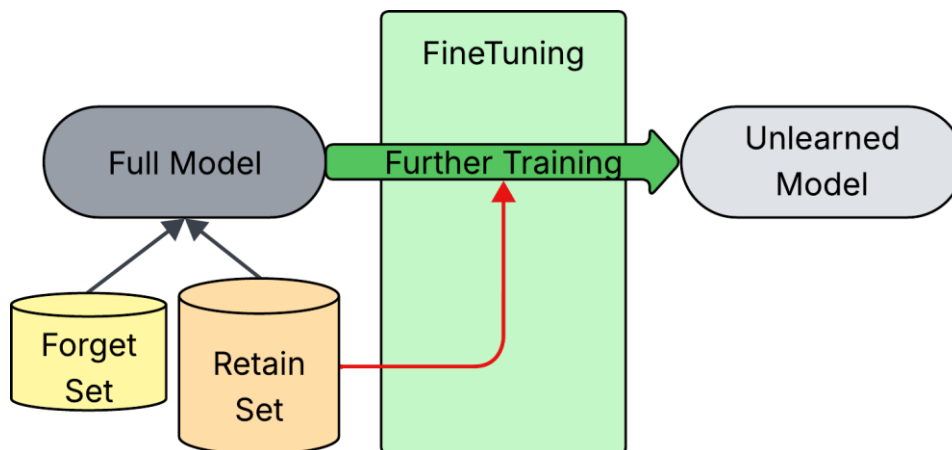 FineTuning
Full Model
Further Training
Unlearned
Model
Forget
Set
Retain
Set